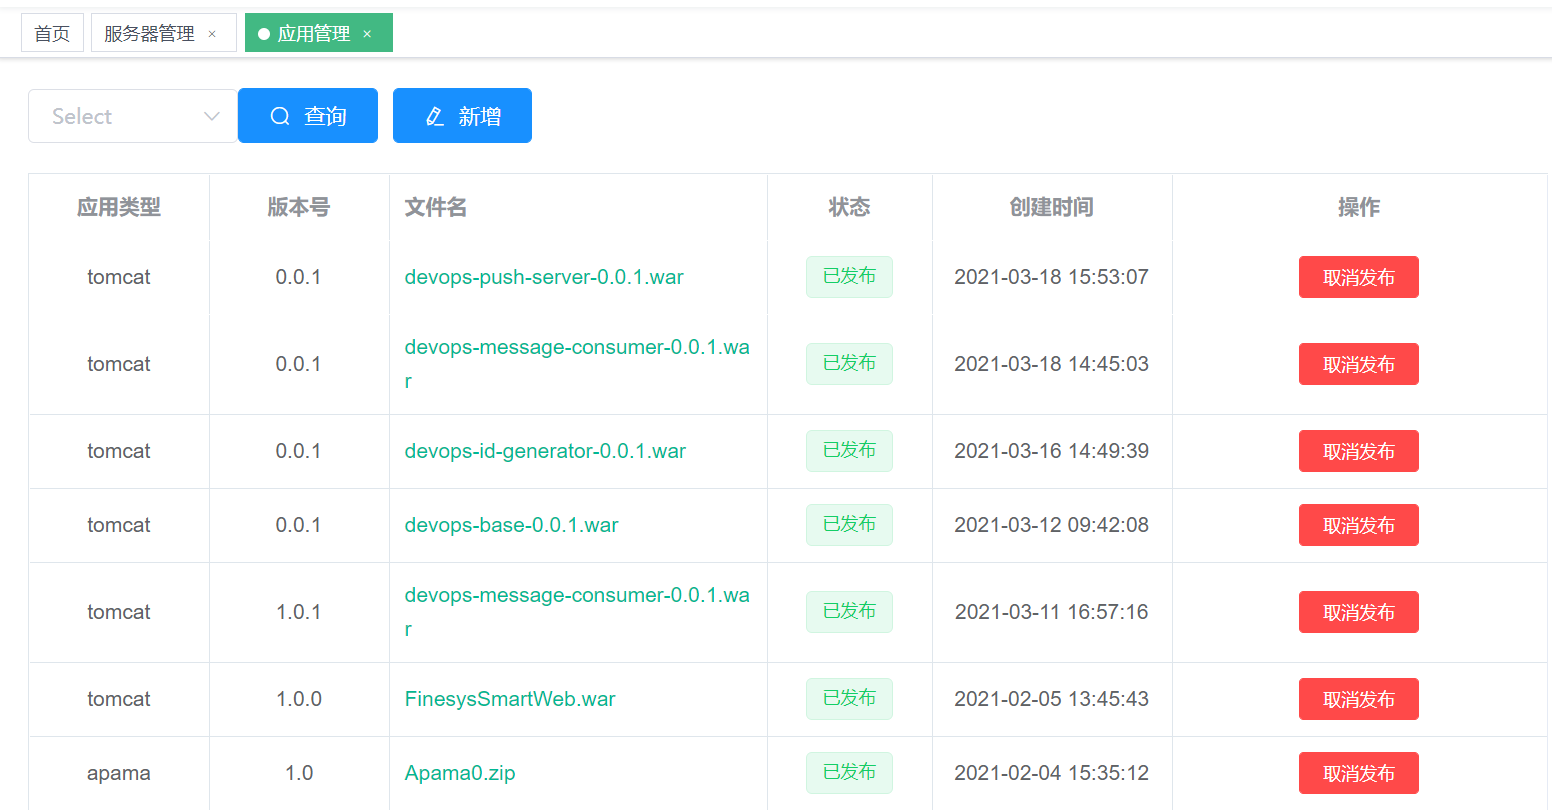 首页 服务器管理 × 应用管理 ×
Select 查询 新增
应用类型 版本号 文件名 状态 创建时间 操作
tomcat 0.0.1 devops-push-server-0.0.1.war 已发布 2021-03-18 15:53:07 取消发布
devops-message-consumer-0.0.1.wa
tomcat 0.0.1 已发布 2021-03-18 14:45:03 取消发布
r
tomcat 0.0.1 devops-id-generator-0.0.1.war 已发布 2021-03-16 14:49:39 取消发布
tomcat 0.0.1 devops-base-0.0.1.war 已发布 2021-03-12 09:42:08 取消发布
devops-message-consumer-0.0.1.wa
tomcat 1.0.1 已发布 2021-03-11 16:57:16 取消发布
r
tomcat 1.0.0 FinesysSmartWeb.war 已发布 2021-02-05 13:45:43 取消发布
apama 1.0 Apama0.zip 已发布 2021-02-04 15:35:12 取消发布